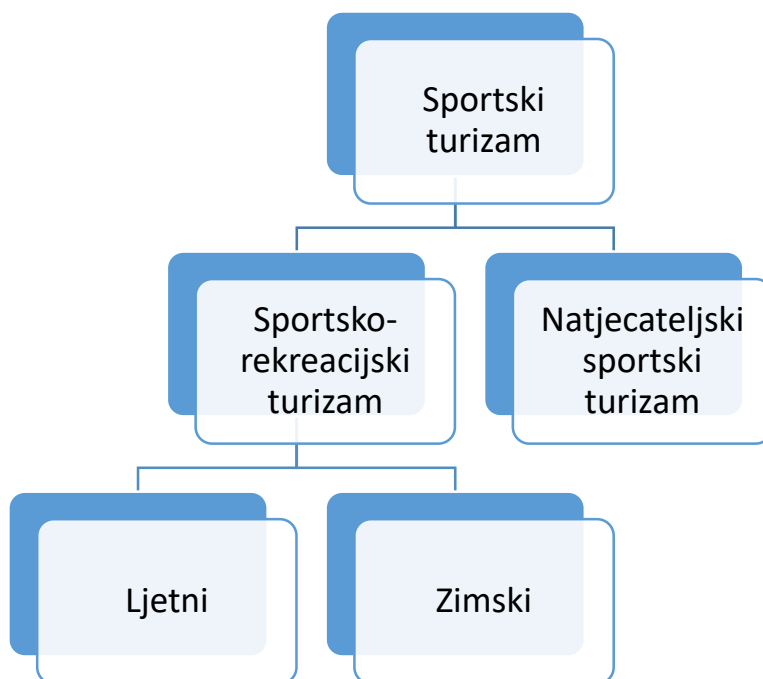 Sportski
turizam
Sportsko-
rekreacijski
turizam
Natjecateljski
sportski
turizam
Ljetni
Zimski